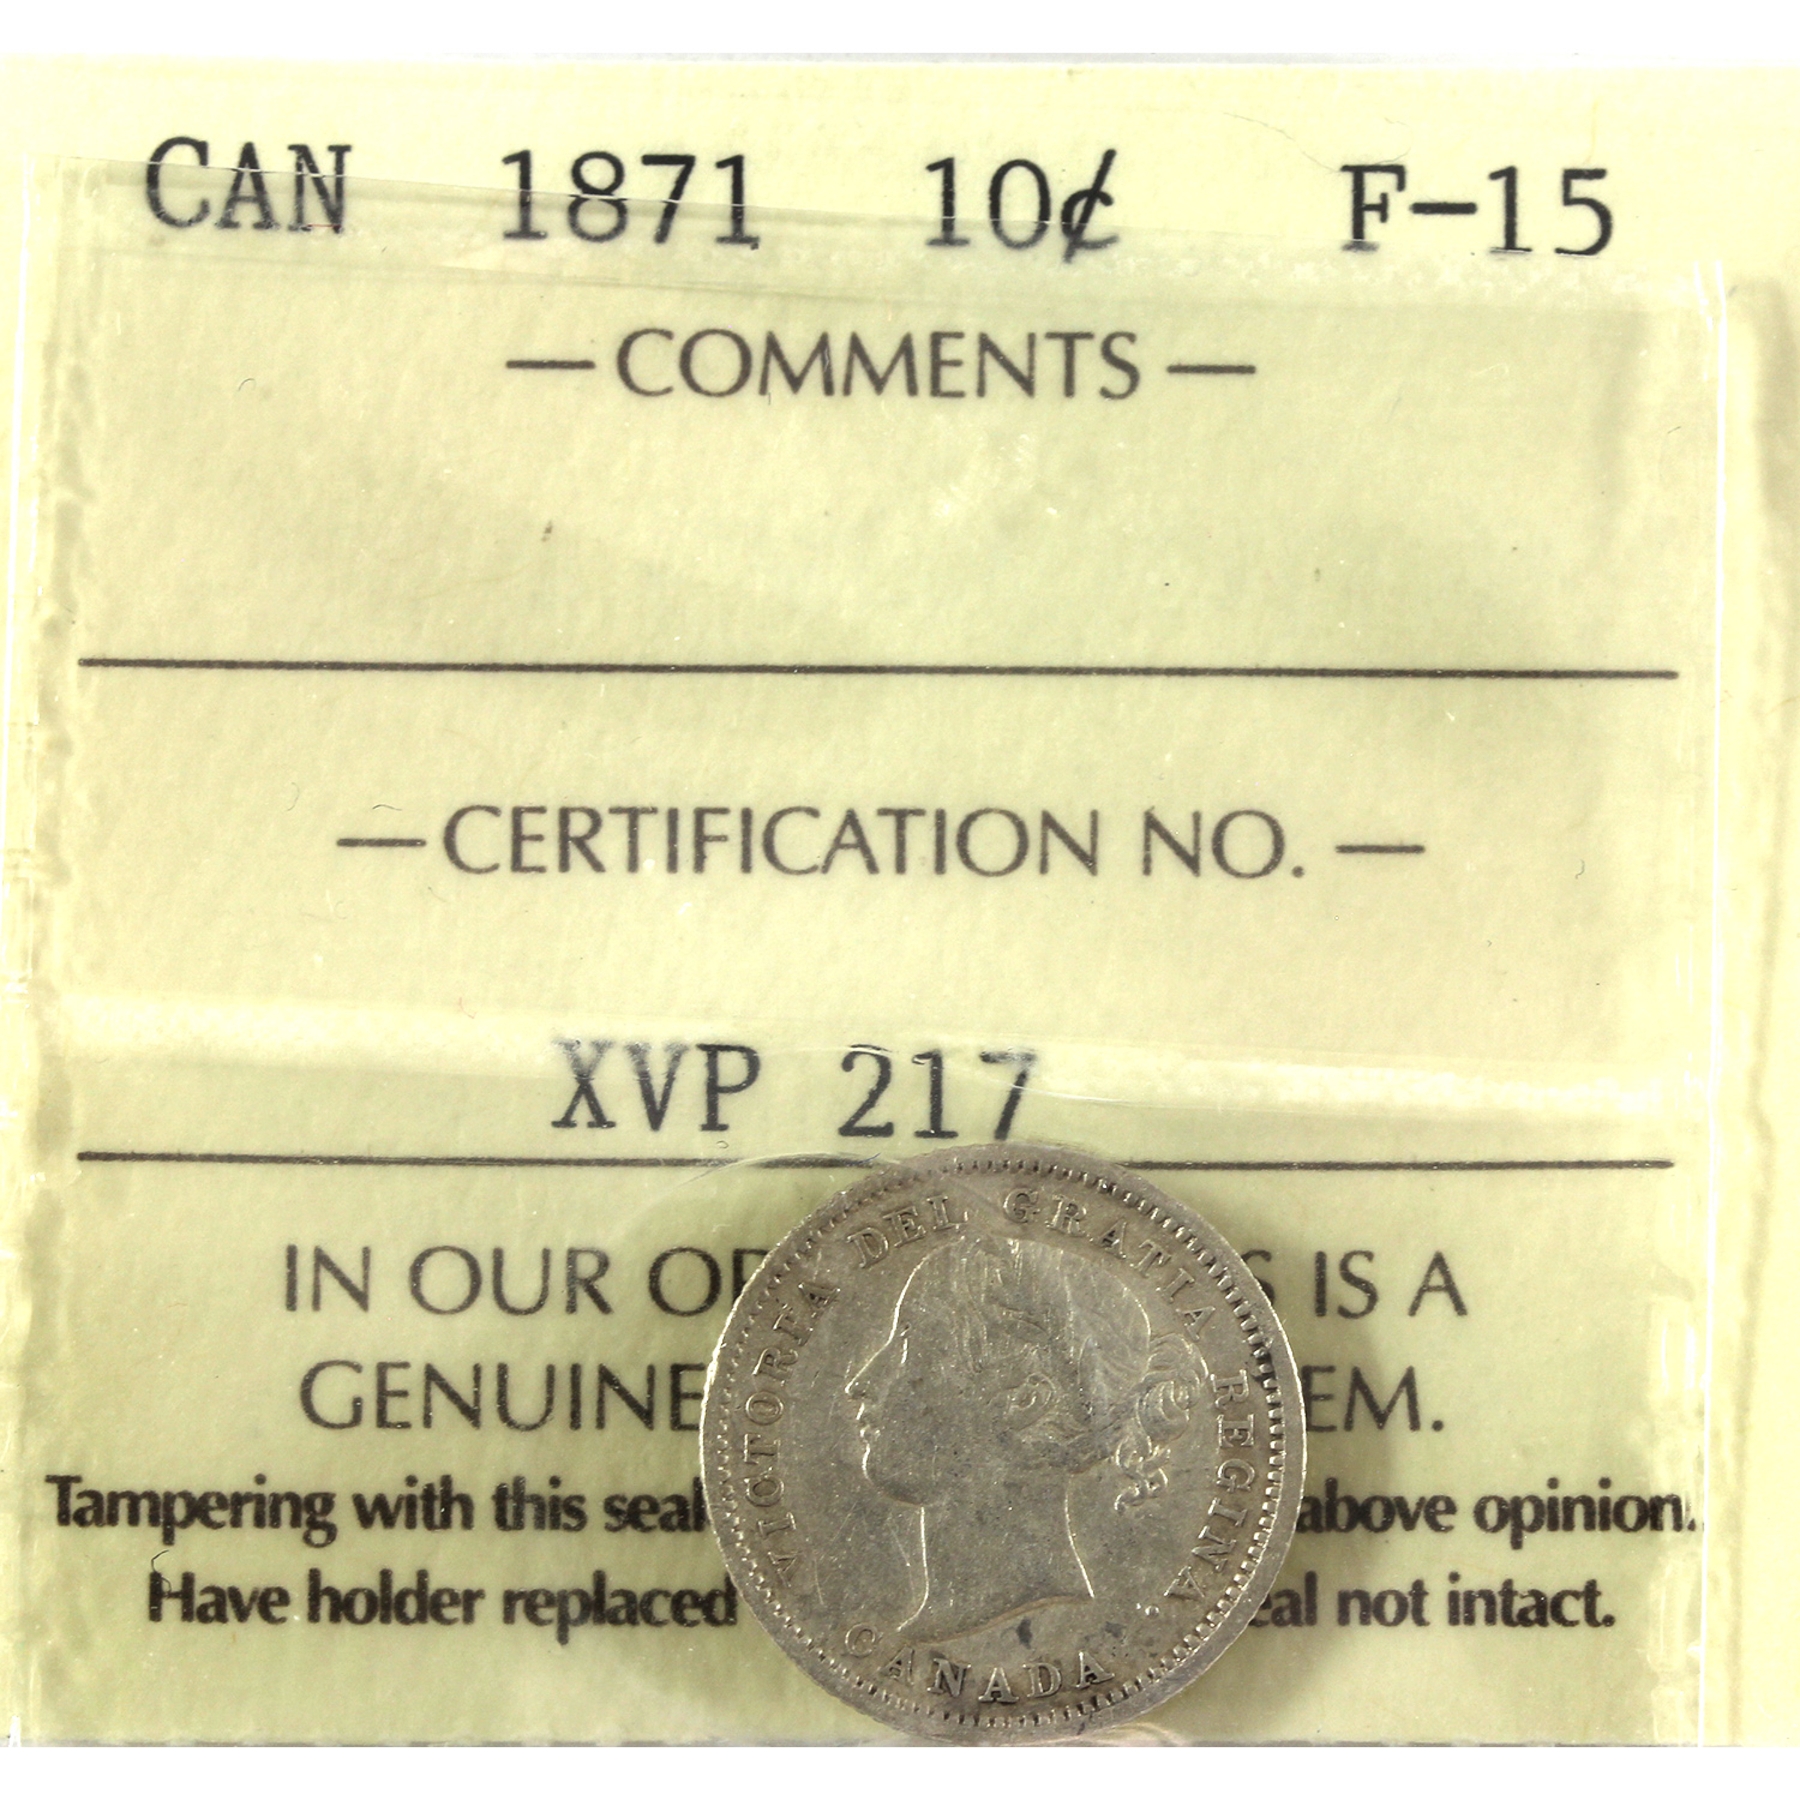 CAN 1871 10¢ F-15
— COMMENTS —
— CERTIFICATION NO. —
XVP 217
IN OUR OP S IS A
GENUINE EM.
Tampering with this seal above opinion.
Have holder replaced eal not intact.
VICTORIA DEI GRATIA REGINA.
CANADA